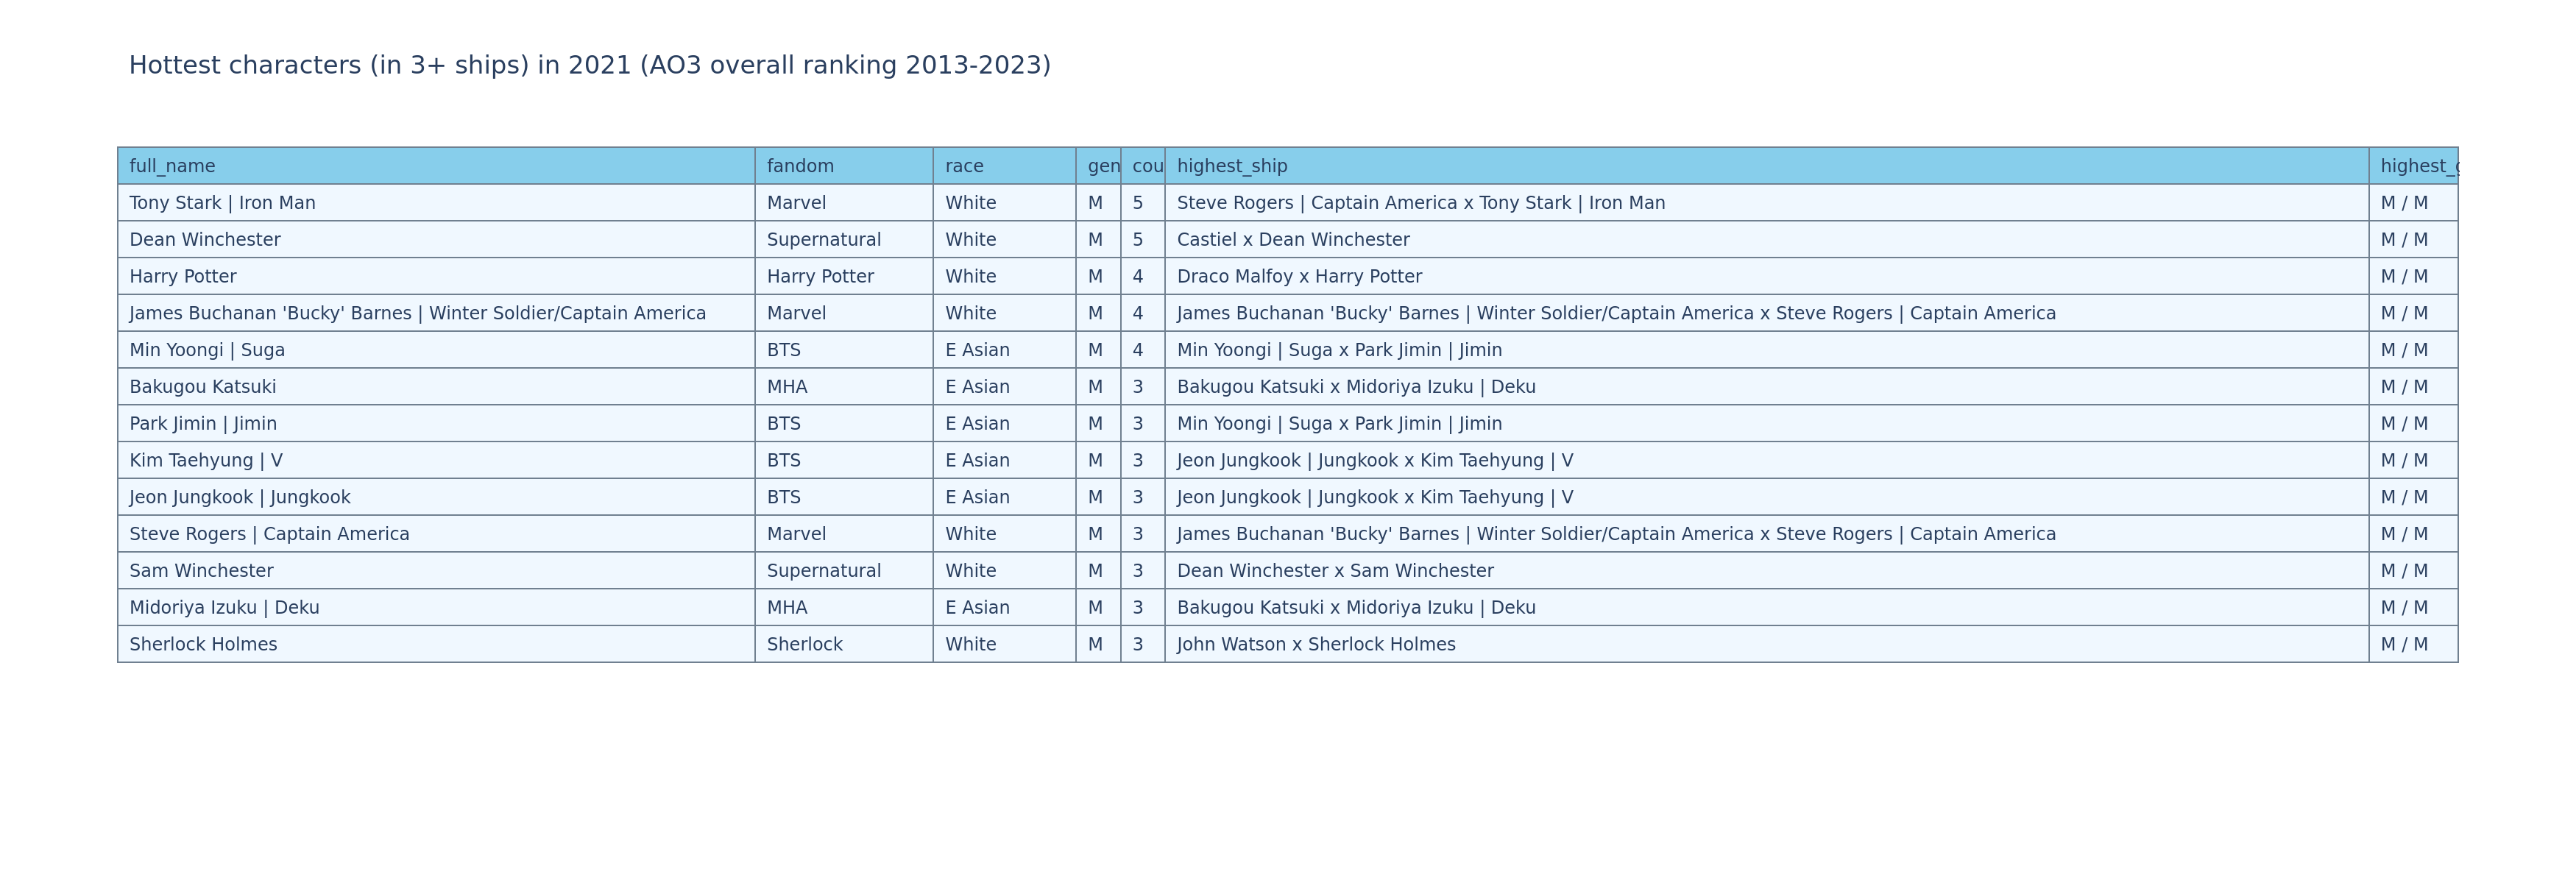 Hottest characters (in 3+ ships) in 2021 (AO3 overall ranking 2013-2023)
full_name fandom race gen cou highest_ship highest_g
Tony Stark | Iron Man Marvel White M 5 Steve Rogers | Captain America x Tony Stark | Iron Man M / M
Dean Winchester Supernatural White M 5 Castiel x Dean Winchester M / M
Harry Potter Harry Potter White M 4 Draco Malfoy x Harry Potter M / M
James Buchanan 'Bucky' Barnes | Winter Soldier/Captain America Marvel White M 4 James Buchanan 'Bucky' Barnes | Winter Soldier/Captain America x Steve Rogers | Captain America M / M
Min Yoongi | Suga BTS E Asian M 4 Min Yoongi | Suga x Park Jimin | Jimin M / M
Bakugou Katsuki MHA E Asian M 3 Bakugou Katsuki x Midoriya Izuku | Deku M / M
Park Jimin | Jimin BTS E Asian M 3 Min Yoongi | Suga x Park Jimin | Jimin M / M
Kim Taehyung | V BTS E Asian M 3 Jeon Jungkook | Jungkook x Kim Taehyung | V M / M
Jeon Jungkook | Jungkook BTS E Asian M 3 Jeon Jungkook | Jungkook x Kim Taehyung | V M / M
Steve Rogers | Captain America Marvel White M 3 James Buchanan 'Bucky' Barnes | Winter Soldier/Captain America x Steve Rogers | Captain America M / M
Sam Winchester Supernatural White M 3 Dean Winchester x Sam Winchester M / M
Midoriya Izuku | Deku MHA E Asian M 3 Bakugou Katsuki x Midoriya Izuku | Deku M / M
Sherlock Holmes Sherlock White M 3 John Watson x Sherlock Holmes M / M